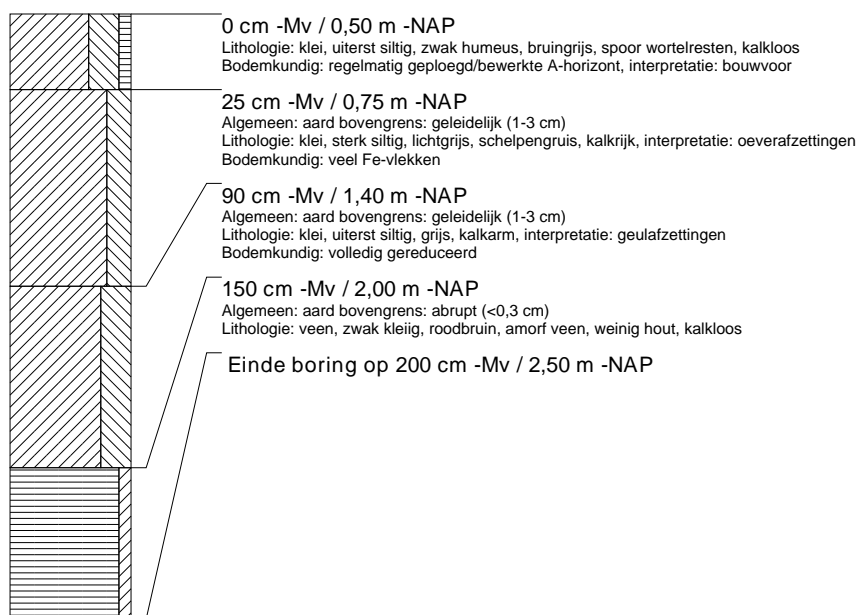 0 cm -Mv / 0,50 m -NAP
Lithologie: klei, uiterst siltig, zwak humeus, bruingrijs, spoor wortelresten, kalkloos
Bodemkundig: regelmatig geploegd/bewerkte A-horizont, interpretatie: bouwvoor
25 cm -Mv / 0,75 m -NAP
Algemeen: aard bovengrens: geleidelijk (1-3 cm)
Lithologie: klei, sterk siltig, lichtgrijs, schelpengruis, kalkrijk, interpretatie: oeverafzettingen
Bodemkundig: veel Fe-vlekken
90 cm -Mv / 1,40 m -NAP
Algemeen: aard bovengrens: geleidelijk (1-3 cm)
Lithologie: klei, uiterst siltig, grijs, kalkarm, interpretatie: geulafzettingen
Bodemkundig: volledig gereduceerd
150 cm -Mv / 2,00 m -NAP
Algemeen: aard bovengrens: abrupt (<0,3 cm)
Lithologie: veen, zwak kleiig, roodbruin, amorf veen, weinig hout, kalkloos
Einde boring op 200 cm -Mv / 2,50 m -NAP